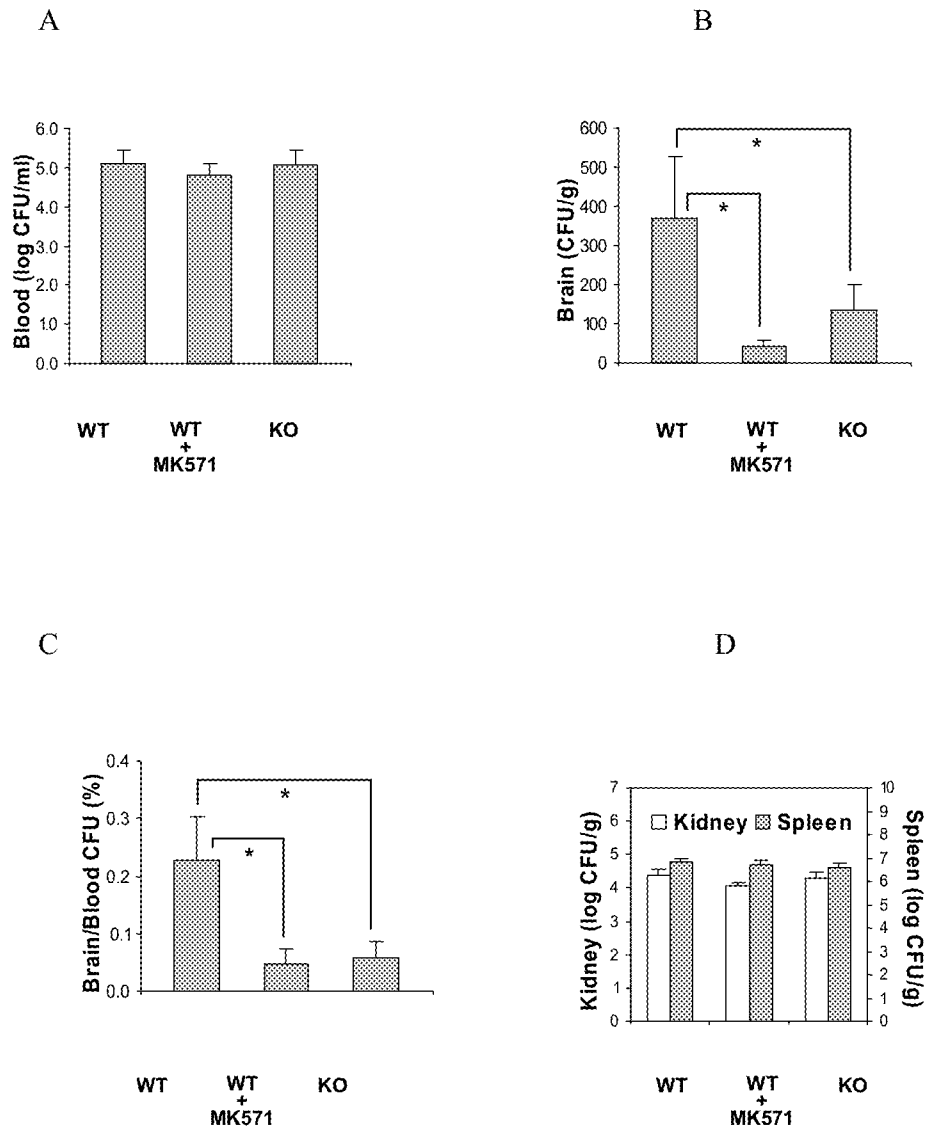 A
Blood (log CFU/ml)
6.0
5.0
4.0
3.0
2.0
1.0
0.0
WT
WT
+
MK571
KO
B
Brain (CFU/g)
600
500
400
300
200
100
0
*
*
WT
WT
+
MK571
KO
C
Brain/Blood CFU (%)
0.4
0.3
0.2
0.1
0.0
*
*
WT
WT
+
MK571
KO
D
Kidney (log CFU/g)
7
6
5
4
3
2
1
0
Kidney Spleen
10
9
8
7
6
5
4
3
2
1
0
Spleen (log CFU/g)
WT
WT
+
MK571
KO